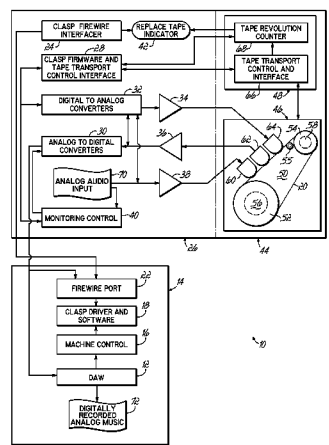 CLASP FIREWIRE
INTERFACER
24
REPLACE TAPE
INDICATOR
42
TAPE REVOLUTION
COUNTER
68
CLASP FIRMWARE AND
TAPE TRANSPORT
CONTROL INTERFACE
28
TAPE TRANSPORT
CONTROL AND
INTERFACE
66
48
DIGITAL TO ANALOG
CONVERTERS
32
34
46
64
54
58
ANALOG TO DIGITAL
CONVERTERS
30
36
62
55
50
ANALOG AUDIO
INPUT
70
38
60
20
56
52
MONITORING CONTROL
40
26
44
FIREWIRE PORT
22
14
CLASP DRIVER AND
SOFTWARE
18
MACHINE CONTROL
16
10
DAW
12
DIGITALLY
RECORDED
ANALOG MUSIC
72